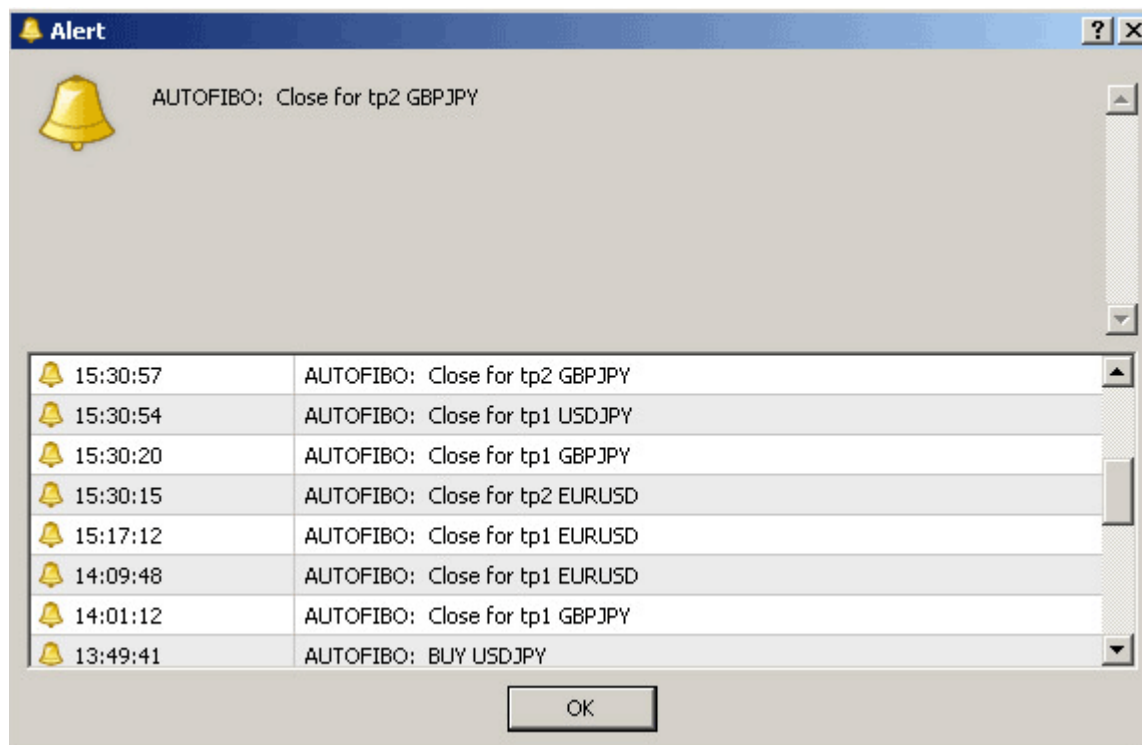 Alert
AUTOFIBO: Close for tp2 GBPJPY
15:30:57 AUTOFIBO: Close for tp2 GBPJPY
15:30:54 AUTOFIBO: Close for tp1 USDJPY
15:30:20 AUTOFIBO: Close for tp1 GBPJPY
15:30:15 AUTOFIBO: Close for tp2 EURUSD
15:17:12 AUTOFIBO: Close for tp1 EURUSD
14:09:48 AUTOFIBO: Close for tp1 EURUSD
14:01:12 AUTOFIBO: Close for tp1 GBPJPY
13:49:41 AUTOFIBO: BUY USDJPY
OK